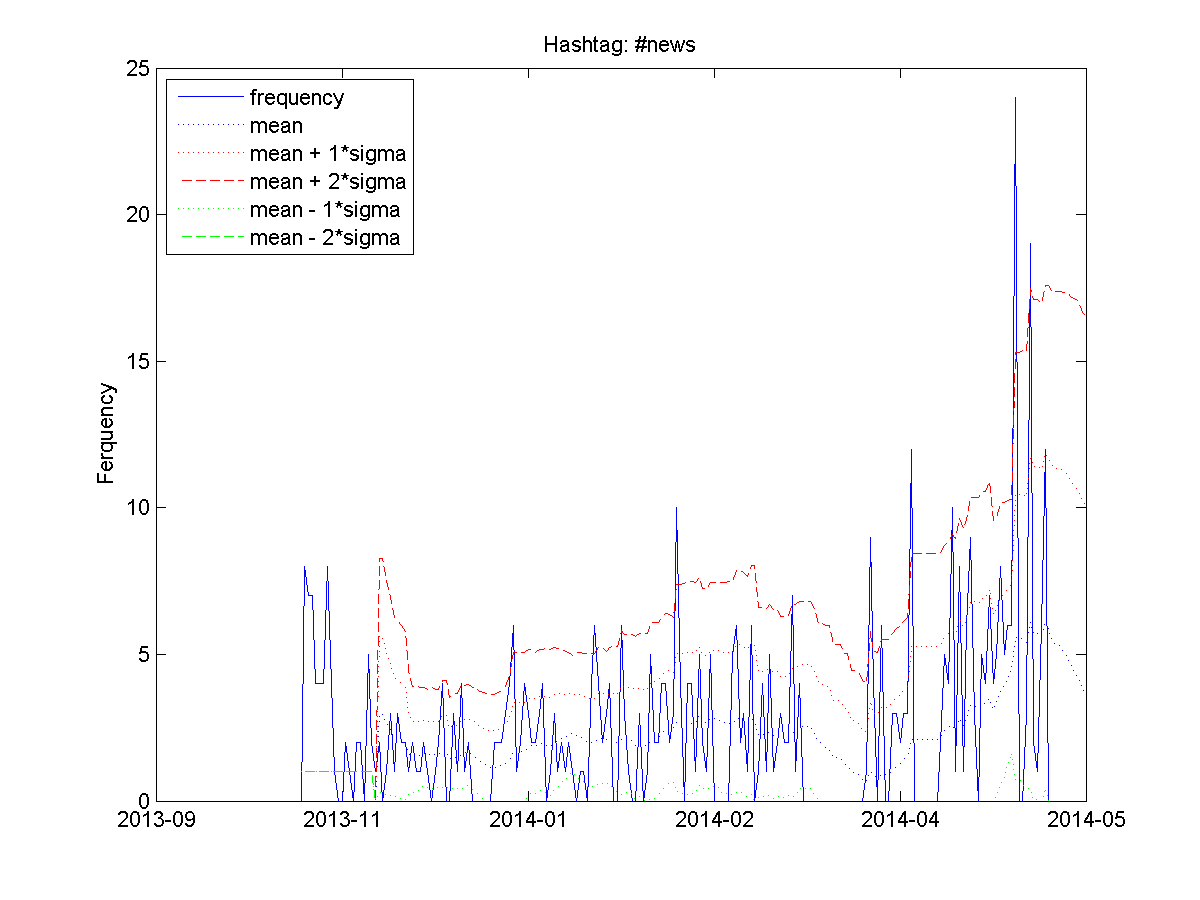 Hashtag: #news
25
20
15
10
5
0
Ferquency
frequency
mean
mean + 1*sigma
mean + 2*sigma
mean - 1*sigma
mean - 2*sigma
2013-09 2013-11 2014-01 2014-02 2014-04 2014-05